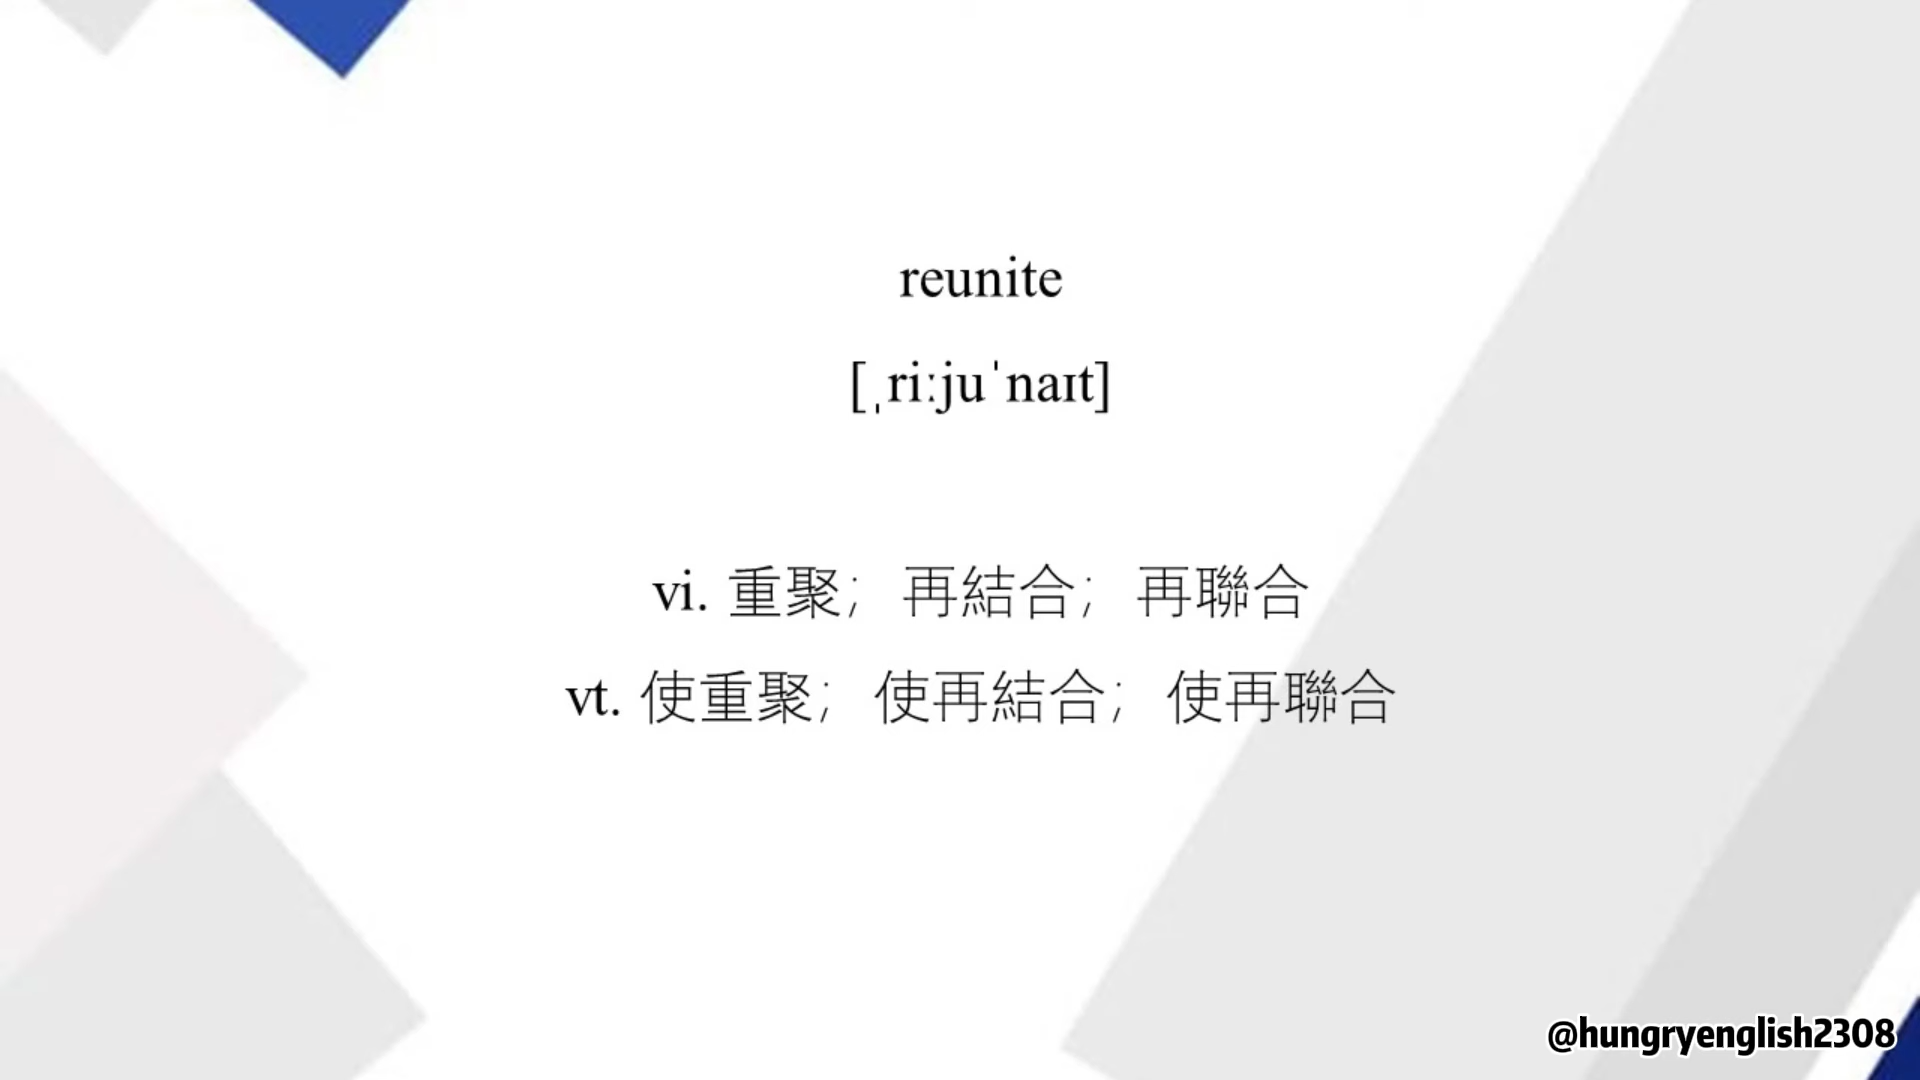 reunite
[ˌriːjuˈnaɪt]
vi. 重聚；再結合；再聯合
vt. 使重聚；使再結合；使再聯合
@hungryenglish2308